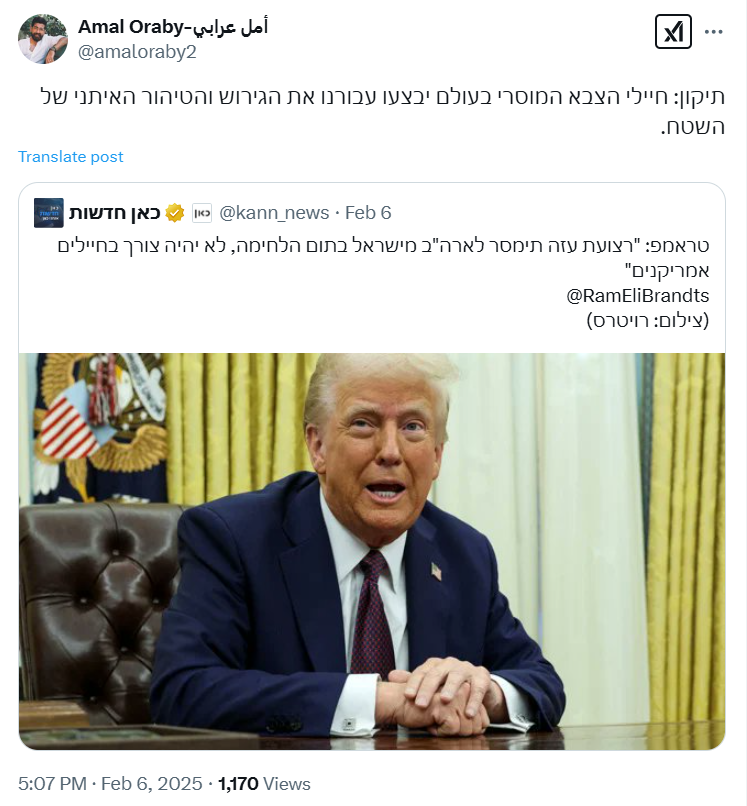 Amal Oraby-أمل عرابي
@amaloraby2
תיקון: חיילי הצבא המוסרי בעולם יבצעו עבורנו את הגירוש והטיהור האיתני של
השטח.
Translate post
כאן חדשות כאן @kann_news · Feb 6
טראמפ: "רצועת עזה תימסר לארה"ב מישראל בתום הלחימה, לא יהיה צורך בחיילים
אמריקנים"
@RamEliBrandts
(צילום: רויטרס)
5:07 PM · Feb 6, 2025 · 1,170 Views